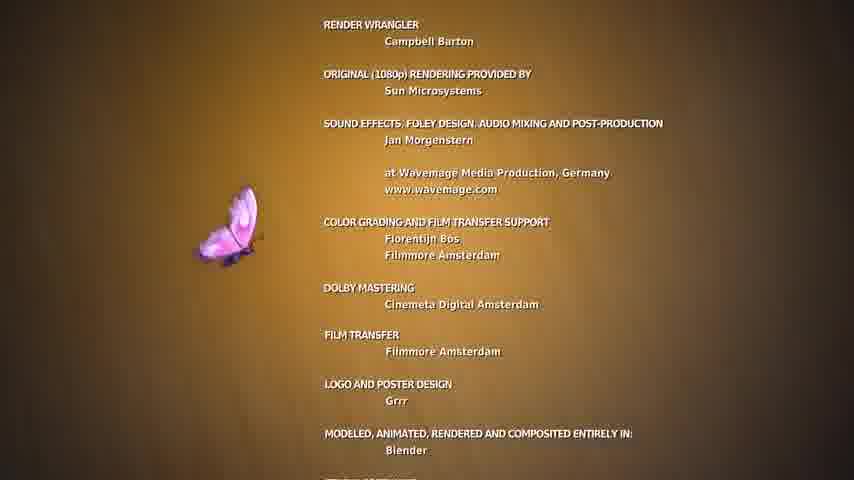 RENDER WRANGLER
Campbell Barton
ORIGINAL (1080p) RENDERING PROVIDED BY
Sun Microsystems
SOUND EFFECTS, FOLEY DESIGN, AUDIO MIXING AND POST-PRODUCTION
Jan Morgenstern
at Wavemage Media Production, Germany
www.wavemage.com
COLOR GRADING AND FILM TRANSFER SUPPORT
Florentijn Bos
Filmmore Amsterdam
DOLBY MASTERING
Cinemeta Digital Amsterdam
FILM TRANSFER
Filmmore Amsterdam
LOGO AND POSTER DESIGN
Grrr
MODELED, ANIMATED, RENDERED AND COMPOSITED ENTIRELY IN:
Blender